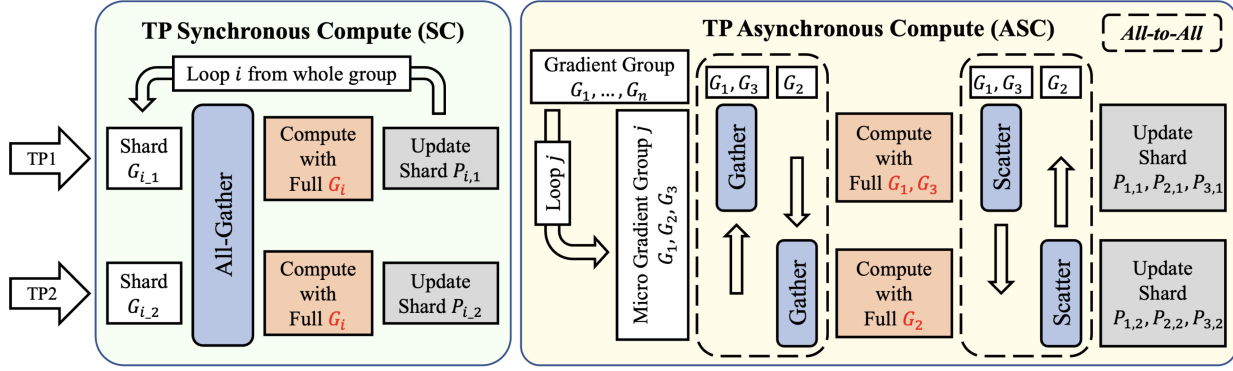 TP Synchronous Compute (SC)
Loop i from whole group
TP1
Shard
G_{i_1}
All-Gather
Compute
with
Full G_i
Update
Shard P_{i,1}
TP2
Shard
G_{i_2}
Compute
with
Full G_i
Update
Shard P_{i_2}
TP Asynchronous Compute (ASC)
All-to-All
Gradient Group
G_1, ..., G_n
Loop j
Micro Gradient Group j
G_1, G_2, G_3
G_1, G_3
G_2
Gather
Gather
Compute
with
Full G_1, G_3
Compute
with
Full G_2
G_1, G_3
G_2
Scatter
Scatter
Update
Shard
P_{1,1}, P_{2,1}, P_{3,1}
Update
Shard
P_{1,2}, P_{2,2}, P_{3,2}